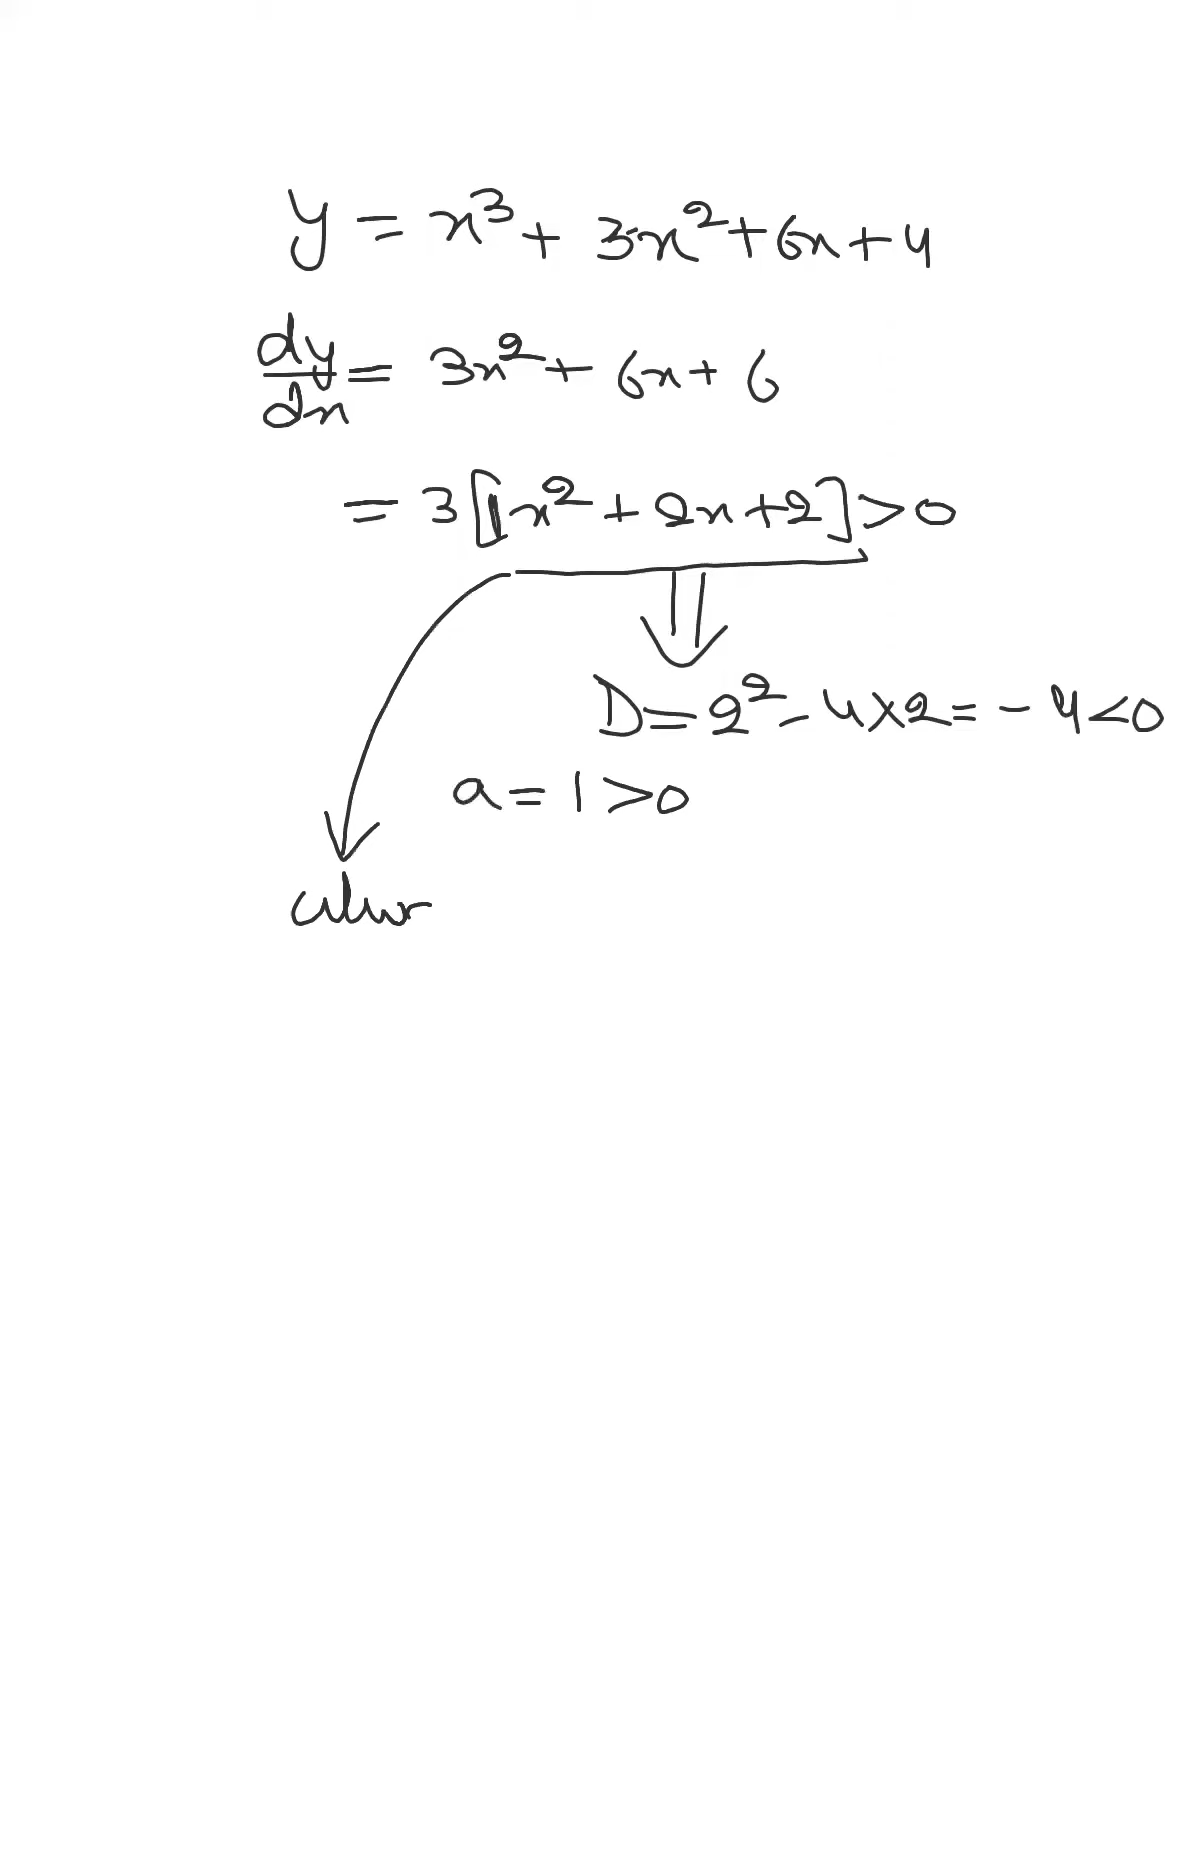 y = x³ + 3x² + 6x + 4
dy/dx = 3x² + 6x + 6
= 3[1x² + 2x + 2] > 0
D = 2² - 4×2 = -4 < 0
a = 1 > 0